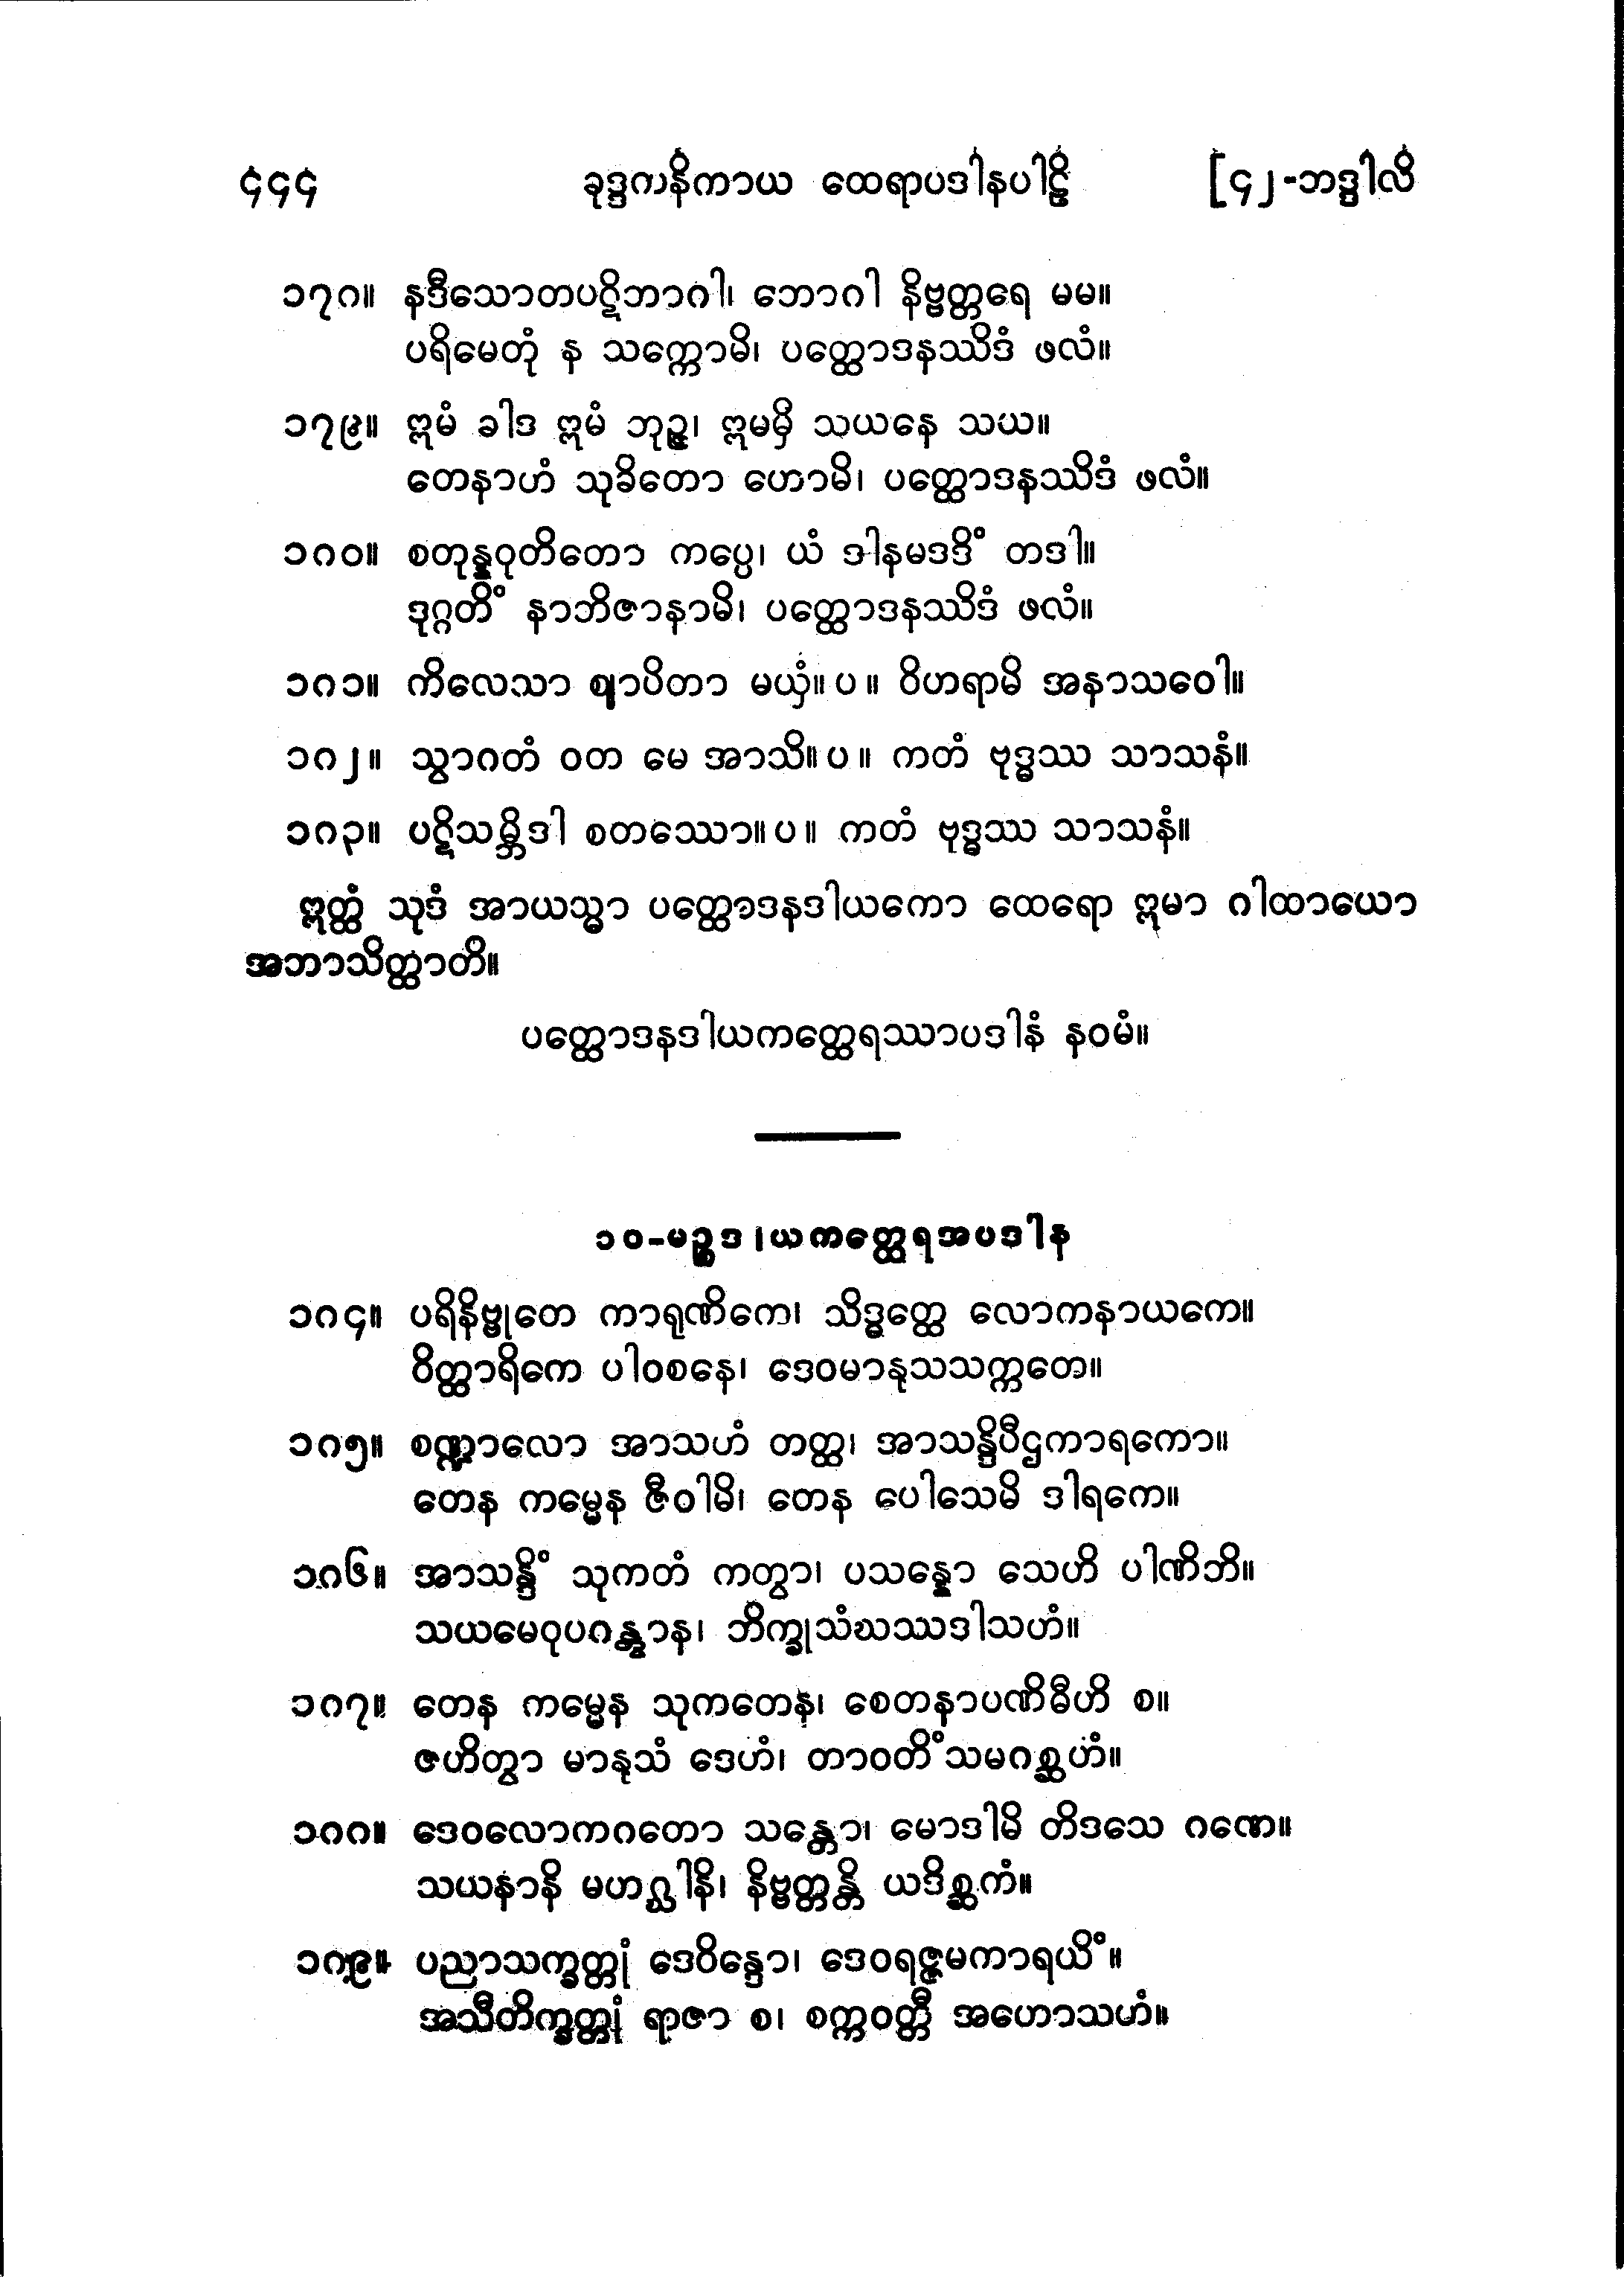 ၄၄၄ ခုဒ္ဒကနိကာယ ထေရာပဒါနပါဠိ [၄၂-ဘဒ္ဒါလိ
၁၇၈။ နဒီသောတပဋိဘာဂါ၊ ဘောဂါ နိဗ္ဗတ္တရေ မမ။
ပရိမေတုံ န သက္ကောမိ၊ ပတ္ထောဒနဿိဒံ ဖလံ။
၁၇၉။ ဣမံ ခါဒ ဣမံ ဘုဉ္ဇ၊ ဣမမှိ သယနေ သယ။
တေနာဟံ သုခိတော ဟောမိ၊ ပတ္ထောဒနဿိဒံ ဖလံ။
၁၈၀။ စတုန္နဝုတိတော ကပ္ပေ၊ ယံ ဒါနမဒဒိံ တဒါ။
ဒုဂ္ဂတိံ နာဘိဇာနာမိ၊ ပတ္ထောဒနဿိဒံ ဖလံ။
၁၈၁။ ကိလေသာ ဈာပိတာ မယှံ။ပ။ ဝိဟရာမိ အနာသဝေါ။
၁၈၂။ သွာဂတံ ဝတ မေ အာသိ။ပ။ ကတံ ဗုဒ္ဓဿ သာသနံ။
၁၈၃။ ပဋိသမ္ဘိဒါ စတဿော။ပ။ ကတံ ဗုဒ္ဓဿ သာသနံ။
ဣတ္ထံ သုဒံ အာယသ္မာ ပတ္ထောဒနဒါယကော ထေရော ဣမာ ဂါထာယော
အဘာသိတ္ထာတိ။
ပတ္ထောဒနဒါယကတ္ထေရဿာပဒါနံ နဝမံ။
၁၀-မဉ္စဒါယကတ္ထေရအပဒါန
၁၈၄။ ပရိနိဗ္ဗုတေ ကာရုဏိကေ၊ သိဒ္ဓတ္ထေ လောကနာယကေ။
ဝိတ္ထာရိကေ ပါဝစနေ၊ ဒေဝမာနုသသက္ကတေ။
၁၈၅။ စဏ္ဍာလော အာသဟံ တတ္ထ၊ အာသန္ဒိပီဌကာရကော။
တေန ကမ္မေန ဇီဝါမိ၊ တေန ပေါသေမိ ဒါရကေ။
၁၈၆။ အာသန္ဒိံ သုကတံ ကတွာ၊ ပသန္နော သေဟိ ပါဏိဘိ။
သယမေဝုပဂန္တွာန၊ ဘိက္ခုသံဃဿဒါသဟံ။
၁၈၇။ တေန ကမ္မေန သုကတေန၊ စေတနာပဏိဓီဟိ စ။
ဇဟိတွာ မာနုသံ ဒေဟံ၊ တာဝတိံသမဂစ္ဆဟံ။
၁၈၈။ ဒေဝလောကဂတော သန္တော၊ မောဒါမိ တိဒသေ ဂဏေ။
သယနာနိ မဟဂ္ဃါနိ၊ နိဗ္ဗတ္တန္တိ ယဒိစ္ဆကံ။
၁၈၉။ ပညာသက္ခတ္တုံ ဒေဝိန္ဒော၊ ဒေဝရဇ္ဇမကာရယိံ။
အသီတိက္ခတ္တုံ ရာဇာ စ၊ စက္ကဝတ္တီ အဟောသဟံ။